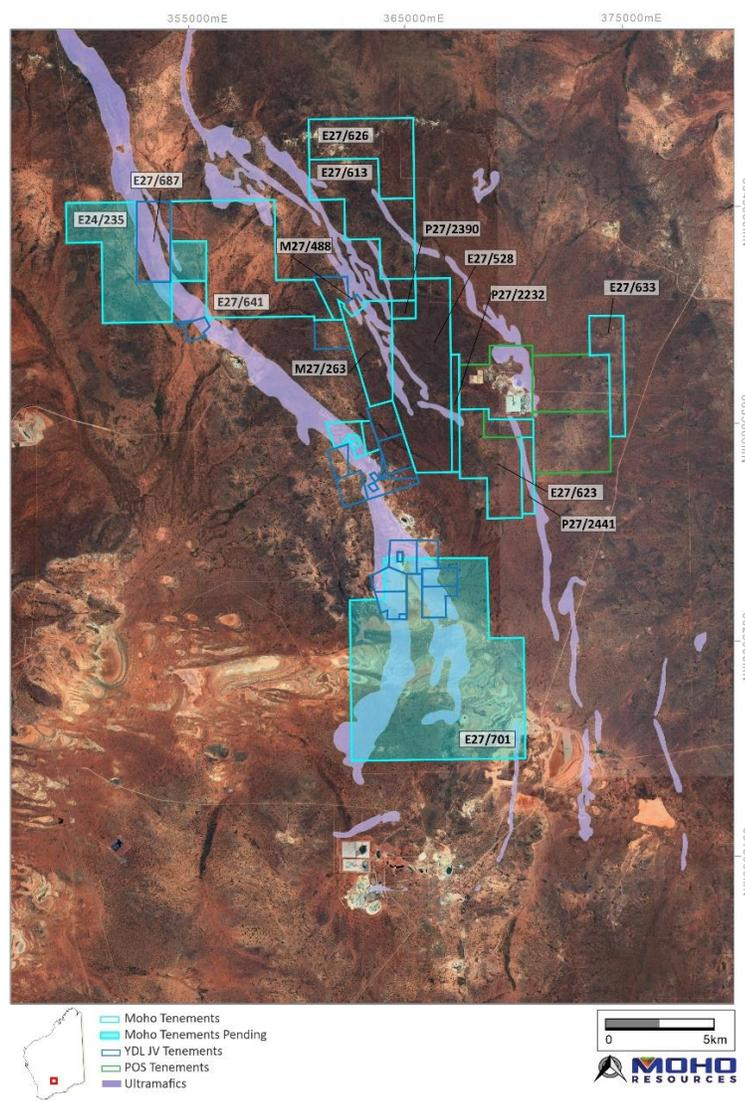 355000mE
365000mE
375000mE
E27/626
E27/613
E27/687
E24/235
P27/2390
M27/488
E27/528
E27/633
P27/2232
E27/641
M27/263
E27/623
P27/2441
E27/701
Moho Tenements
Moho Tenements Pending
YDL JV Tenements
POS Tenements
Ultramafics
0 5km
MOHO
RESOURCES